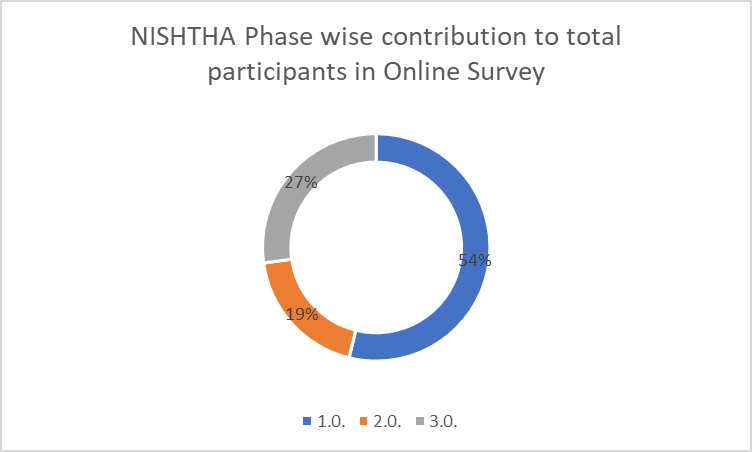 NISHTHA Phase wise contribution to total
participants in Online Survey
27%
54%
19%
1.0. 2.0. 3.0.